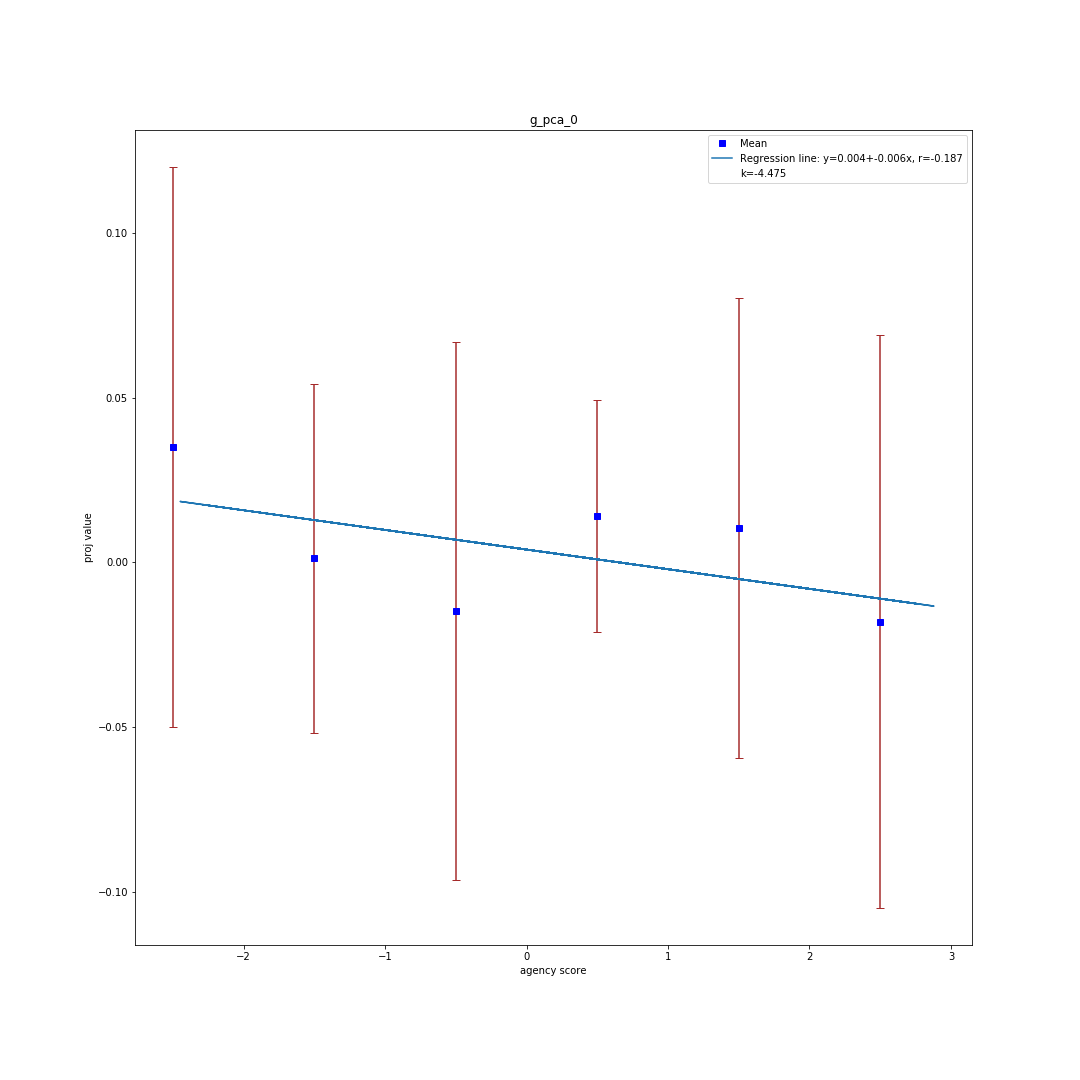 g_pca_0
Mean
Regression line: y=0.004+-0.006x, r=-0.187
k=-4.475
0.10
0.05
0.00
−0.05
−0.10
proj value
−2
−1
0
1
2
3
agency score